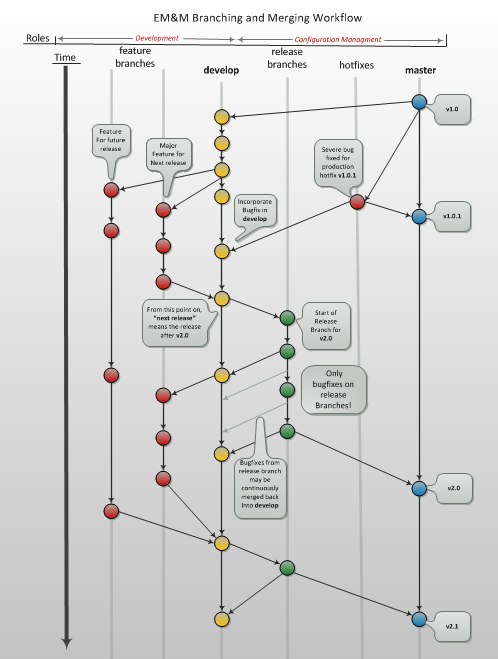 EM&M Branching and Merging Workflow
Roles
Development
Configuration Managment
Time
feature
branches
develop
release
branches
hotfixes
master
v1.0
Feature
For future
release
Major
Feature for
Next release
Severe bug
fixed for
production
hotfix v1.0.1
Incorporate
Bugfix in
develop
v1.0.1
From this point on,
"next release"
means the release
after v2.0
Start of
Release
Branch for
v2.0
Only
bugfixes on
release
Branches!
Bugfixes from
release branch
may be
continuously
merged back
into develop
v2.0
v2.1